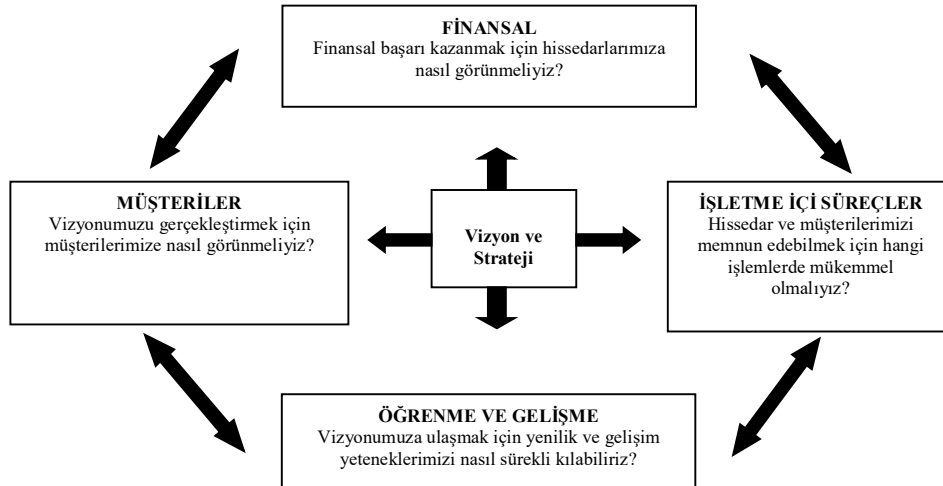 FİNANSAL
Finansal başarı kazanmak için hissedarlarımıza
nasıl görünmeliyiz?
MÜŞTERİLER
Vizyonumuzu gerçekleştirmek için
müşterilerimize nasıl görünmeliyiz?
Vizyon ve
Strateji
İŞLETME İÇİ SÜREÇLER
Hissedar ve müşterilerimizi
memnun edebilmek için hangi
işlemlerde mükemmel
olmalıyız?
ÖĞRENME VE GELİŞME
Vizyonumuza ulaşmak için yenilik ve gelişim
yeteneklerimizi nasıl sürekli kılabiliriz?